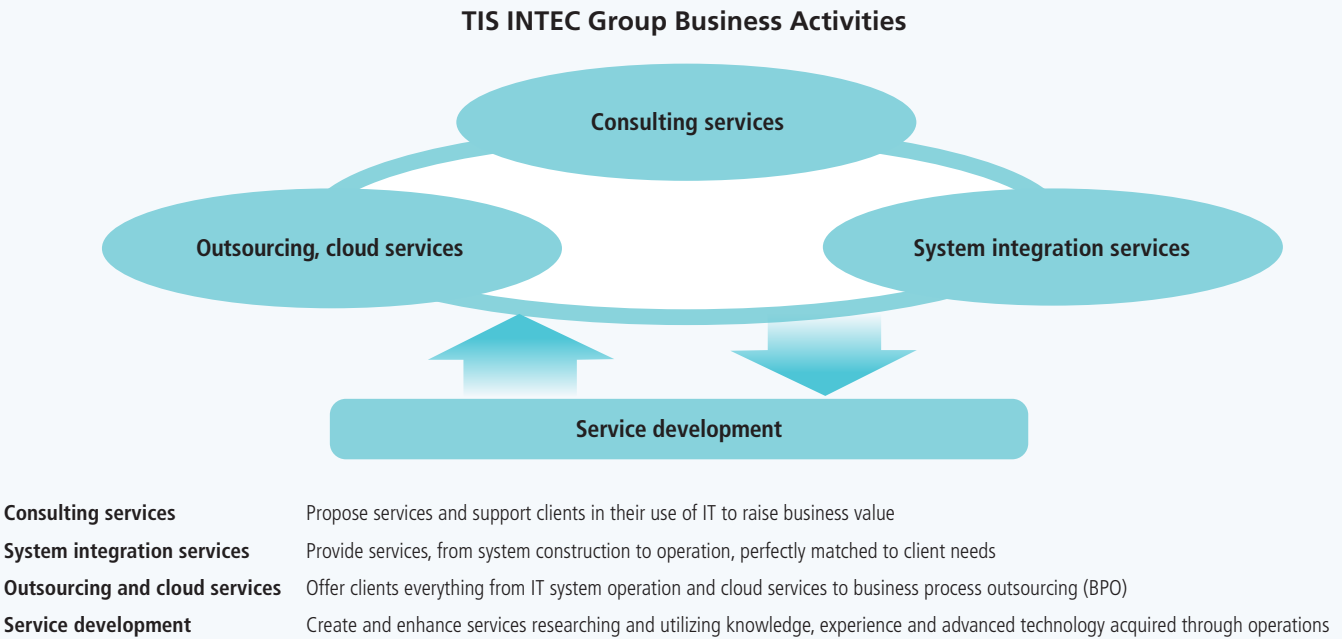 TIS INTEC Group Business Activities
Consulting services
Outsourcing, cloud services
System integration services
Service development
Consulting services Propose services and support clients in their use of IT to raise business value
System integration services Provide services, from system construction to operation, perfectly matched to client needs
Outsourcing and cloud services Offer clients everything from IT system operation and cloud services to business process outsourcing (BPO)
Service development Create and enhance services researching and utilizing knowledge, experience and advanced technology acquired through operations